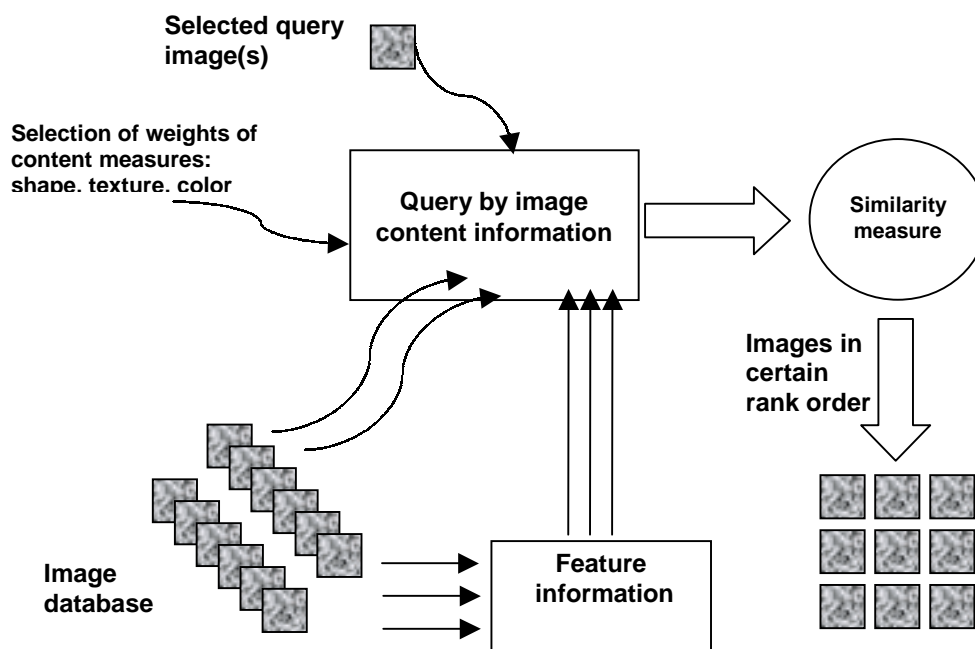 Selected query
image(s)
Selection of weights of
content measures:
shape, texture, color
Query by image
content information
Similarity
measure
Images in
certain
rank order
Image
database
Feature
information